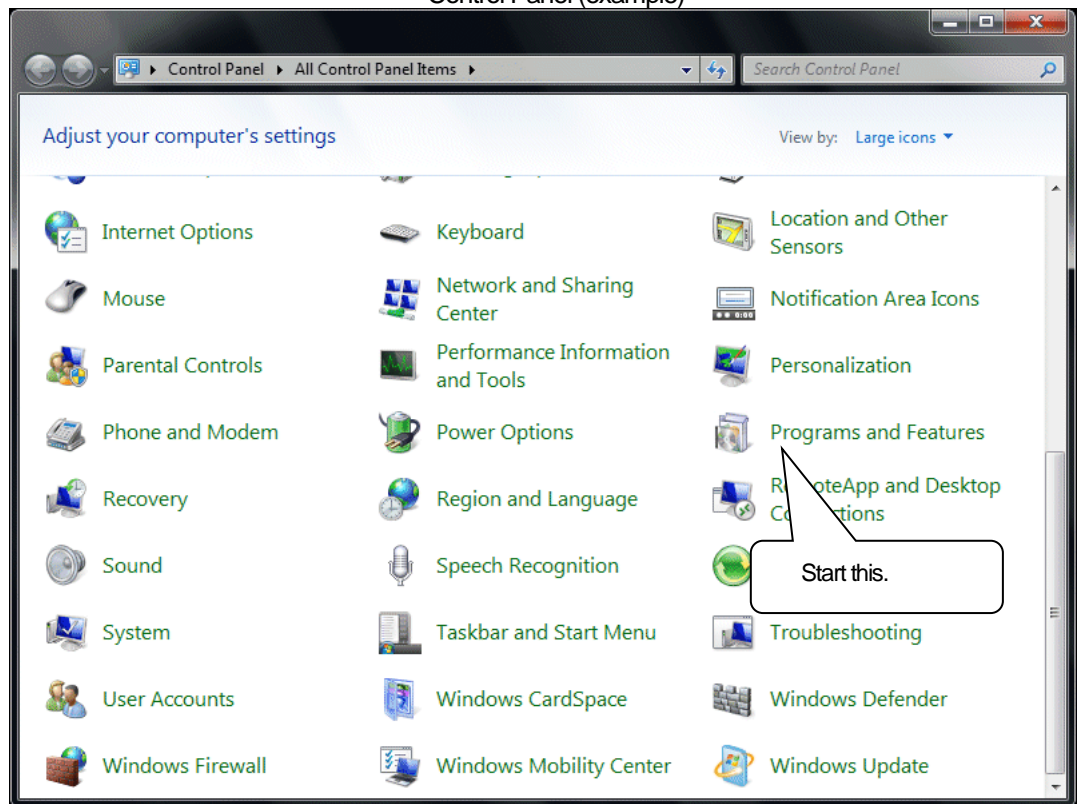 Control Panel (example)
Control Panel
All Control Panel Items
Search Control Panel
Adjust your computer's settings
View by: Large icons
Internet Options
Keyboard
Location and Other
Sensors
Mouse
Network and Sharing
Center
Notification Area Icons
Parental Controls
Performance Information
and Tools
Personalization
Phone and Modem
Power Options
Programs and Features
Recovery
Region and Language
and Desktop
Sound
Speech Recognition
Start this.
System
Taskbar and Start Menu
Troubleshooting
User Accounts
Windows CardSpace
Windows Defender
Windows Firewall
Windows Mobility Center
Windows Update